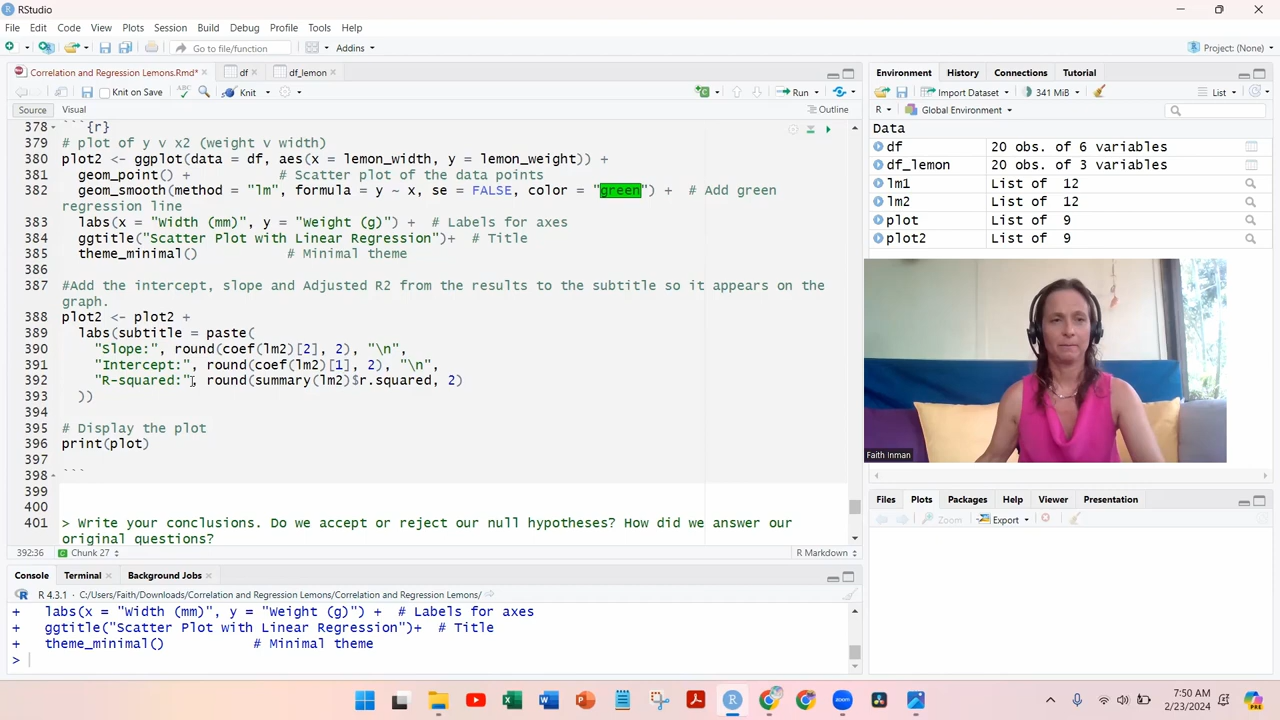 RStudio
File Edit Code View Plots Session Build Debug Profile Tools Help
Go to file/function Addins Project: (None)
Correlation and Regression Lemons.Rmd* df df_lemon
Knit on Save Knit Run
Source Visual Outline
378 ```{r}
379 # plot of y v x2 (weight v width)
380 plot2 <- ggplot(data = df, aes(x = lemon_width, y = lemon_weight)) +
381 geom_point() + # Scatter plot of the data points
382 geom_smooth(method = "lm", formula = y ~ x, se = FALSE, color = "green") + # Add green
regression line
383 labs(x = "Width (mm)", y = "Weight (g)") + # Labels for axes
384 ggtitle("Scatter Plot with Linear Regression")+ # Title
385 theme_minimal() # Minimal theme
386
387 #Add the intercept, slope and Adjusted R2 from the results to the subtitle so it appears on the
graph.
388 plot2 <- plot2 +
389 labs(subtitle = paste(
390 "Slope:", round(coef(lm2)[2], 2), "\n",
391 "Intercept:", round(coef(lm2)[1], 2), "\n",
392 "R-squared:", round(summary(lm2)$r.squared, 2)
393 ))
394
395 # Display the plot
396 print(plot)
397
398 ```
399
400
401 > Write your conclusions. Do we accept or reject our null hypotheses? How did we answer our
original questions?
392:36 Chunk 27 R Markdown
Console Terminal Background Jobs
R 4.3.1 · C:/Users/Faith/Downloads/Correlation and Regression Lemons/Correlation and Regression Lemons/
+ labs(x = "Width (mm)", y = "Weight (g)") + # Labels for axes
+ ggtitle("Scatter Plot with Linear Regression")+ # Title
+ theme_minimal() # Minimal theme
>
Environment History Connections Tutorial
Import Dataset 341 MiB List
R Global Environment
Data
df 20 obs. of 6 variables
df_lemon 20 obs. of 3 variables
lm1 List of 12
lm2 List of 12
plot List of 9
plot2 List of 9
Faith Inman
Files Plots Packages Help Viewer Presentation
Zoom Export
7:50 AM
2/23/2024